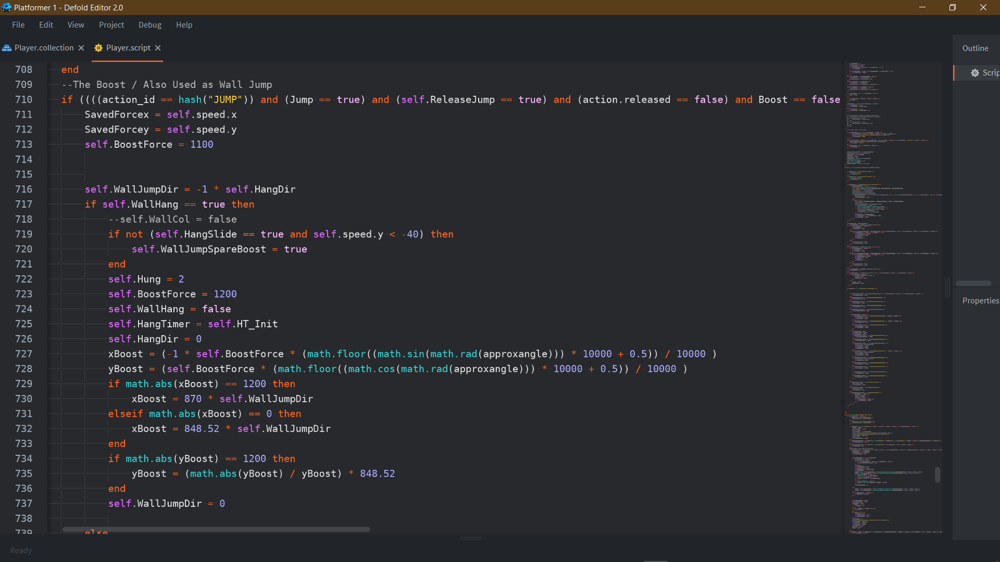 Platformer 1 - Defold Editor 2.0
File Edit View Project Debug Help
Player.collection Player.script
Outline
Scrip
Properties
708 end
709 --The Boost / Also Used as Wall Jump
710 if ((((action_id == hash("JUMP")) and (Jump == true) and (self.ReleaseJump == true) and (action.released == false) and Boost == false
711 SavedForcex = self.speed.x
712 SavedForcey = self.speed.y
713 self.BoostForce = 1100
714
715
716 self.WallJumpDir = -1 * self.HangDir
717 if self.WallHang == true then
718 --self.WallCol = false
719 if not (self.HangSlide == true and self.speed.y < -40) then
720 self.WallJumpSpareBoost = true
721 end
722 self.Hung = 2
723 self.BoostForce = 1200
724 self.WallHang = false
725 self.HangTimer = self.HT_Init
726 self.HangDir = 0
727 xBoost = (-1 * self.BoostForce * (math.floor((math.sin(math.rad(approxangle))) * 10000 + 0.5)) / 10000 )
728 yBoost = (self.BoostForce * (math.floor((math.cos(math.rad(approxangle))) * 10000 + 0.5)) / 10000 )
729 if math.abs(xBoost) == 1200 then
730 xBoost = 870 * self.WallJumpDir
731 elseif math.abs(xBoost) == 0 then
732 xBoost = 848.52 * self.WallJumpDir
733 end
734 if math.abs(yBoost) == 1200 then
735 yBoost = (math.abs(yBoost) / yBoost) * 848.52
736 end
737 self.WallJumpDir = 0
738
739 else
Ready